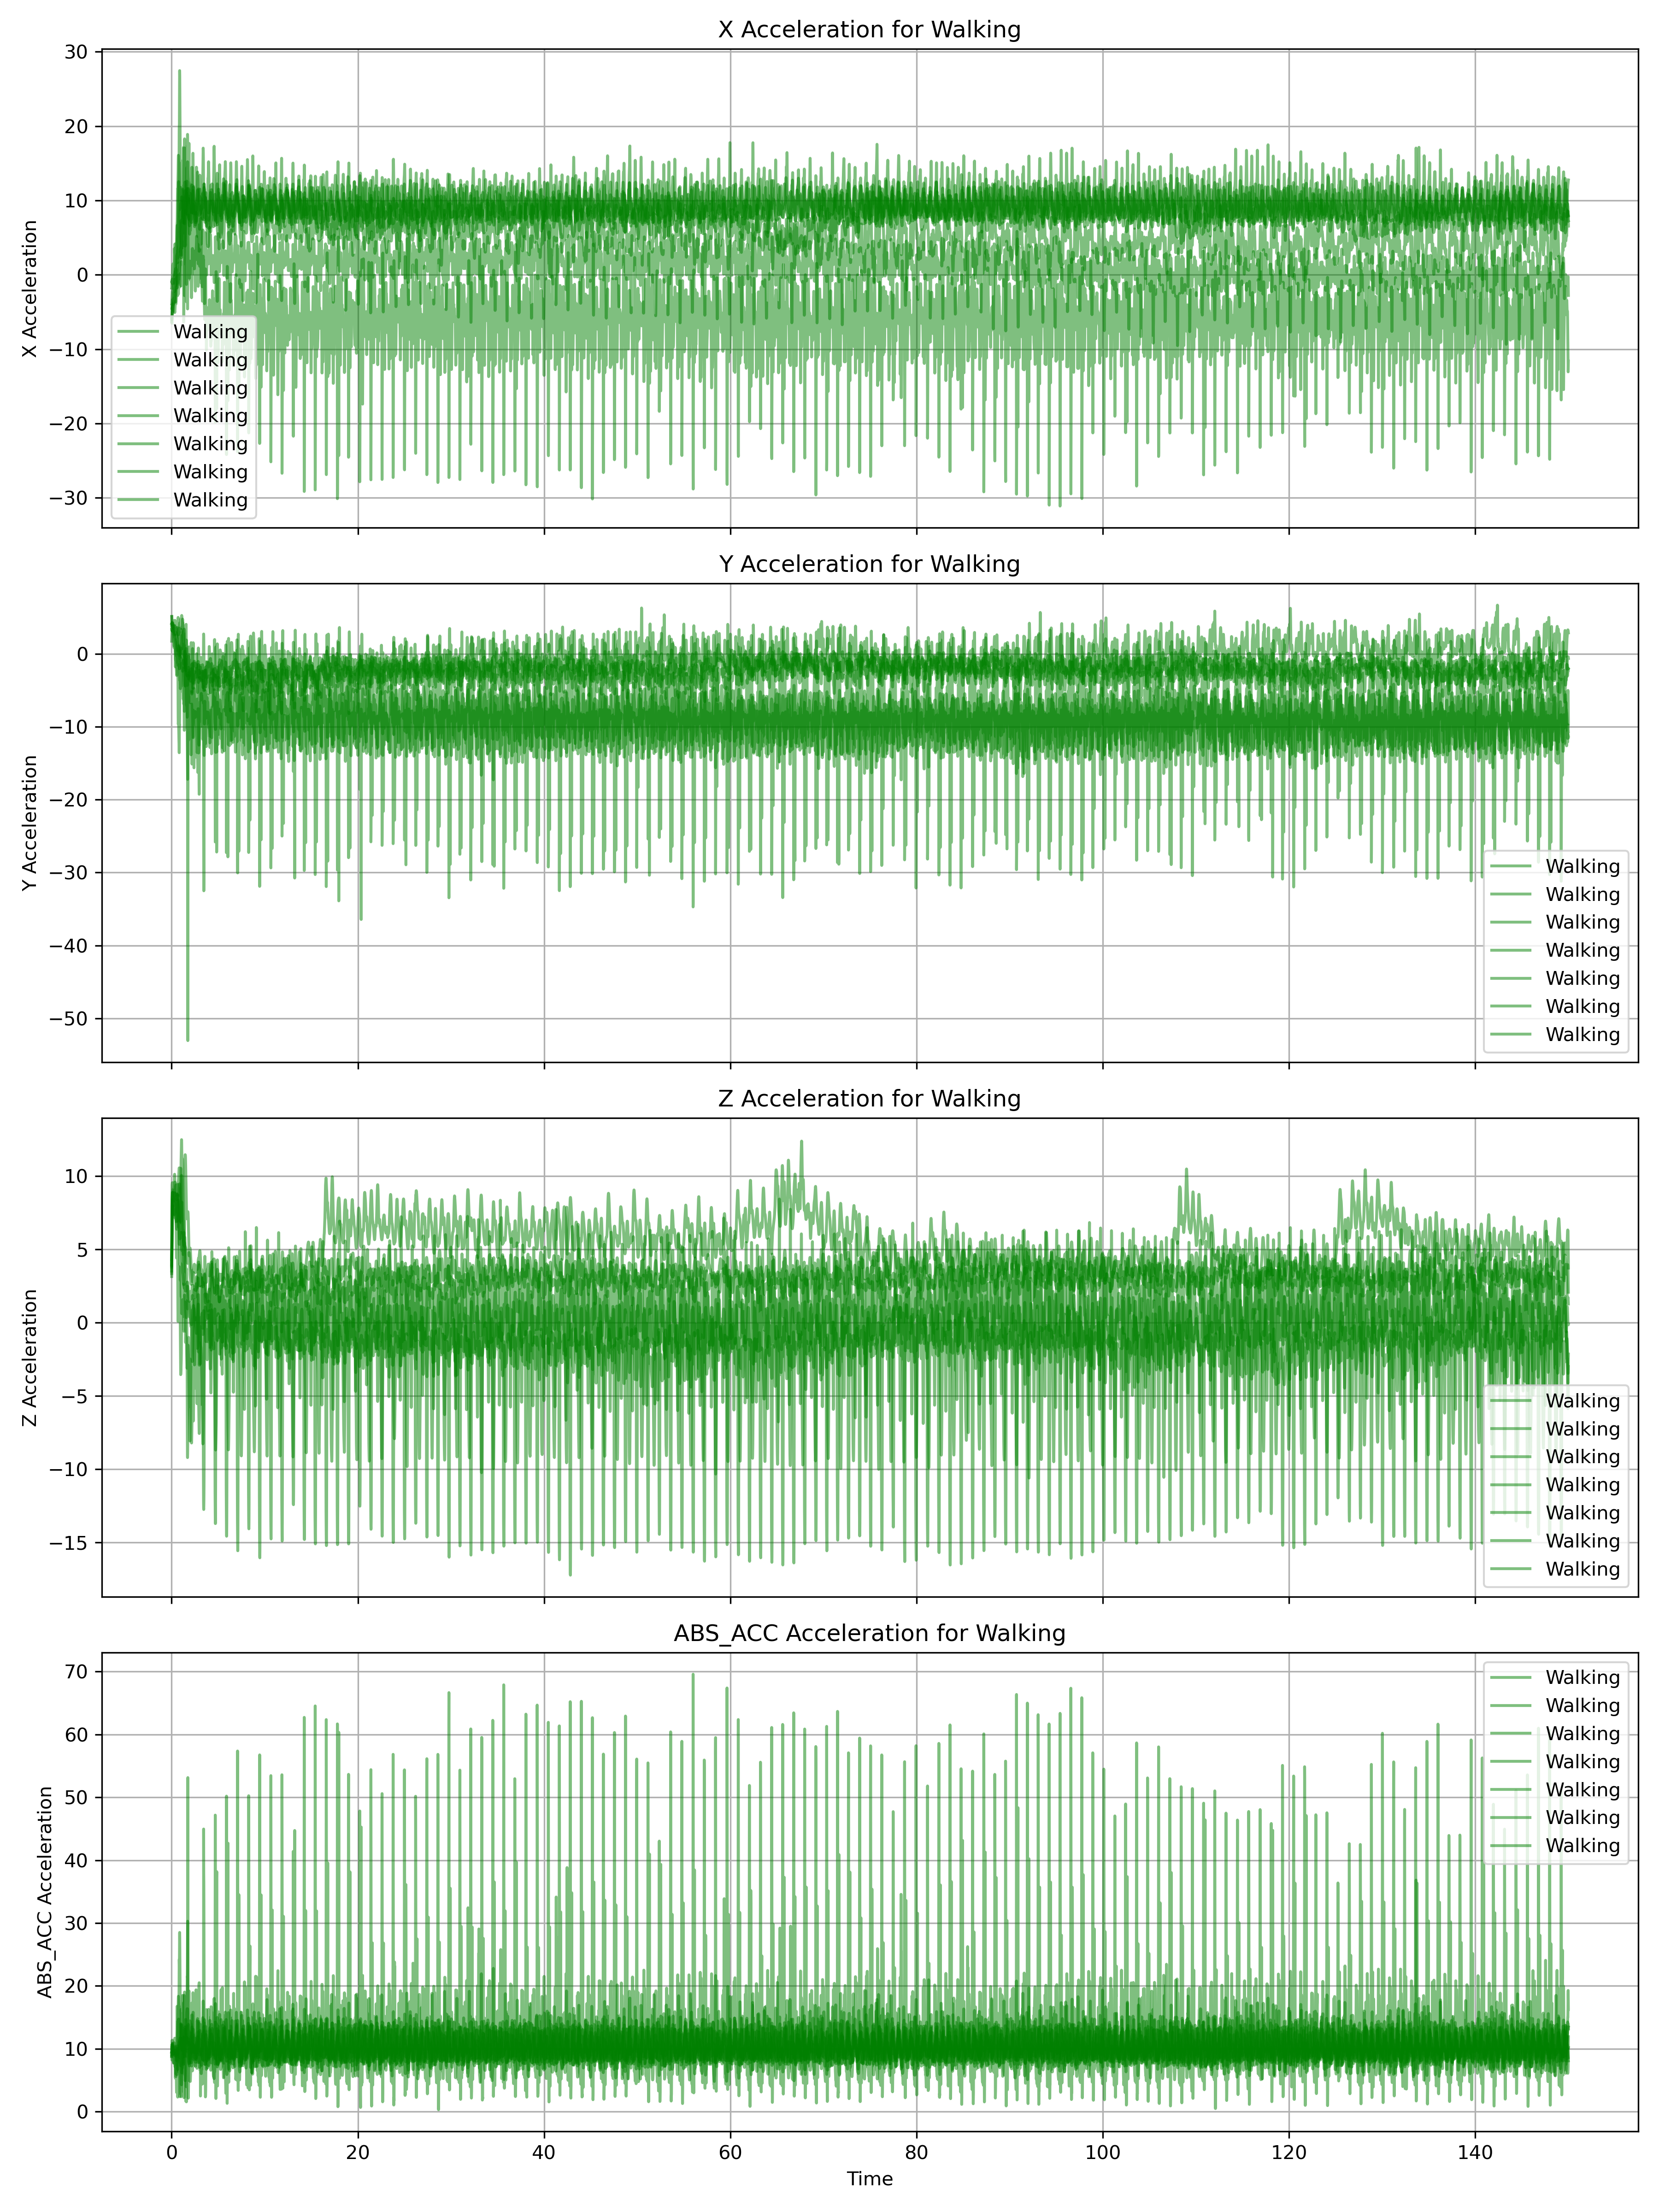 X Acceleration for Walking
30
20
10
0
−10
−20
−30
X Acceleration
Walking
Walking
Walking
Walking
Walking
Walking
Walking
Y Acceleration for Walking
0
−10
−20
−30
−40
−50
Y Acceleration
Walking
Walking
Walking
Walking
Walking
Walking
Walking
Z Acceleration for Walking
10
5
0
−5
−10
−15
Z Acceleration
Walking
Walking
Walking
Walking
Walking
Walking
Walking
ABS_ACC Acceleration for Walking
70
60
50
40
30
20
10
0
ABS_ACC Acceleration
Walking
Walking
Walking
Walking
Walking
Walking
Walking
0 20 40 60 80 100 120 140
Time